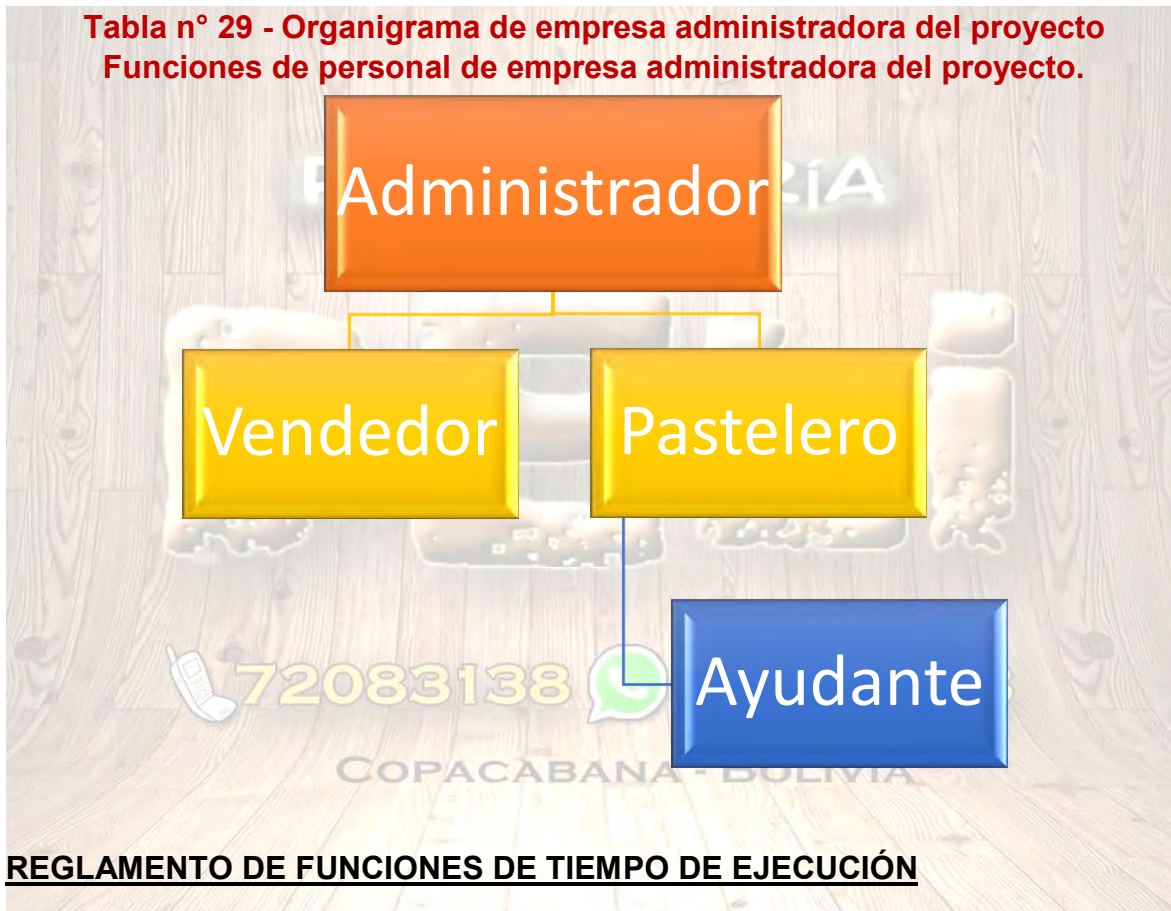 Tabla n° 29 - Organigrama de empresa administradora del proyecto
Funciones de personal de empresa administradora del proyecto.
Administrador
Vendedor
Pastelero
Ayudante
72083138
COPACABANA - BOLIVIA
REGLAMENTO DE FUNCIONES DE TIEMPO DE EJECUCIÓN